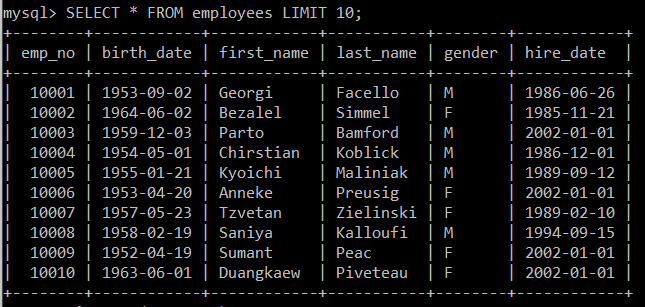 mysql> SELECT * FROM employees LIMIT 10;
+--------+------------+------------+-----------+--------+------------+
| emp_no | birth_date | first_name | last_name | gender | hire_date  |
+--------+------------+------------+-----------+--------+------------+
|  10001 | 1953-09-02 | Georgi     | Facello   | M      | 1986-06-26 |
|  10002 | 1964-06-02 | Bezalel    | Simmel    | F      | 1985-11-21 |
|  10003 | 1959-12-03 | Parto      | Bamford   | M      | 2002-01-01 |
|  10004 | 1954-05-01 | Chirstian  | Koblick   | M      | 1986-12-01 |
|  10005 | 1955-01-21 | Kyoichi    | Maliniak  | M      | 1989-09-12 |
|  10006 | 1953-04-20 | Anneke     | Preusig   | F      | 2002-01-01 |
|  10007 | 1957-05-23 | Tzvetan    | Zielinski | F      | 1989-02-10 |
|  10008 | 1958-02-19 | Saniya     | Kalloufi  | M      | 1994-09-15 |
|  10009 | 1952-04-19 | Sumant     | Peac      | F      | 2002-01-01 |
|  10010 | 1963-06-01 | Duangkaew  | Piveteau  | F      | 2002-01-01 |
+--------+------------+------------+-----------+--------+------------+